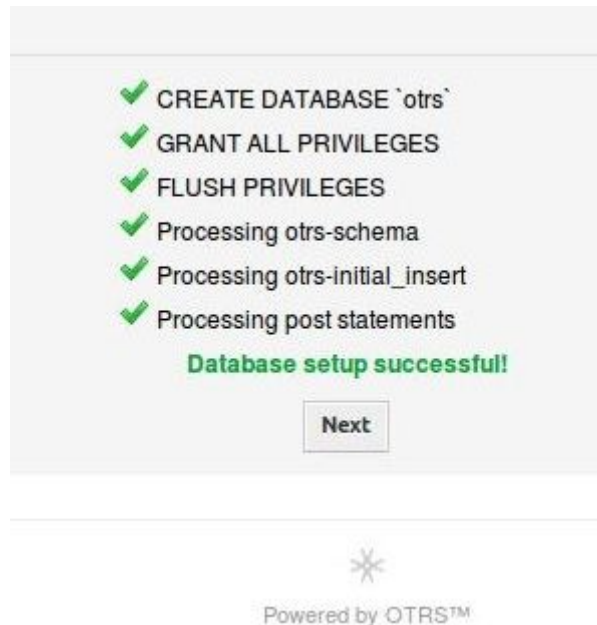 CREATE DATABASE `otrs`
GRANT ALL PRIVILEGES
FLUSH PRIVILEGES
Processing otrs-schema
Processing otrs-initial_insert
Processing post statements
Database setup successful!
Next
Powered by OTRS™